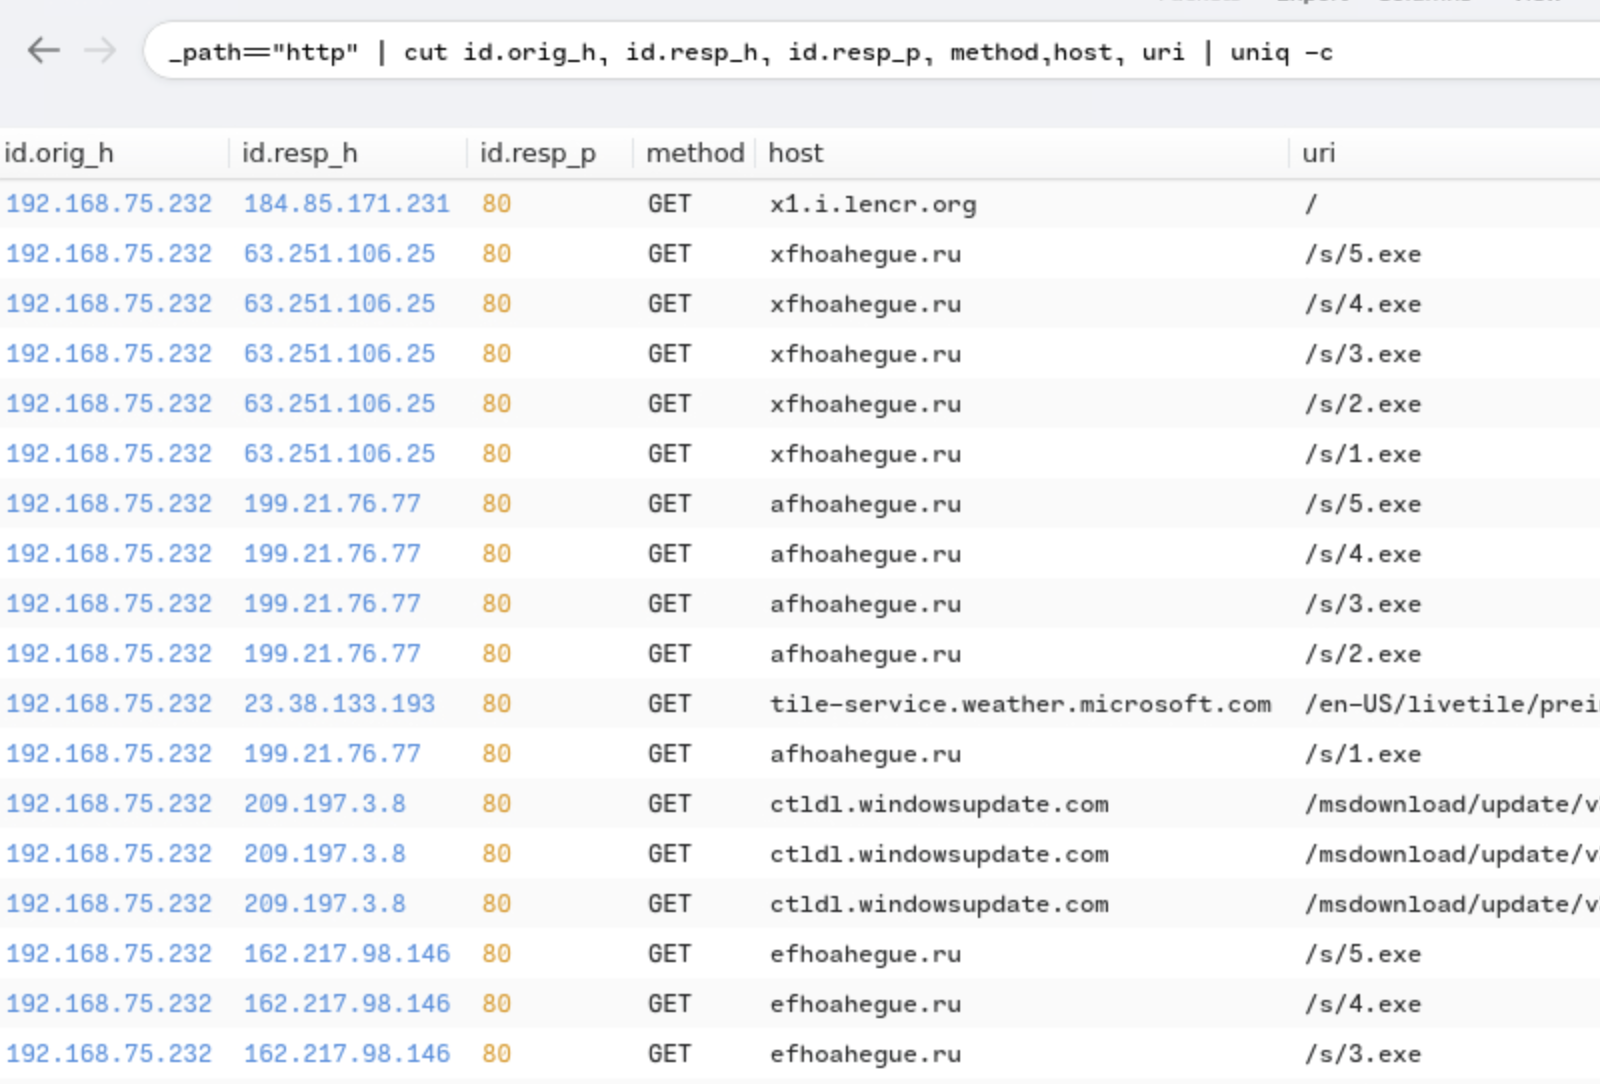 _path=="http" | cut id.orig_h, id.resp_h, id.resp_p, method,host, uri | uniq -c
id.orig_h id.resp_h id.resp_p method host uri
192.168.75.232 184.85.171.231 80 GET x1.i.lencr.org /
192.168.75.232 63.251.106.25 80 GET xfhoahegue.ru /s/5.exe
192.168.75.232 63.251.106.25 80 GET xfhoahegue.ru /s/4.exe
192.168.75.232 63.251.106.25 80 GET xfhoahegue.ru /s/3.exe
192.168.75.232 63.251.106.25 80 GET xfhoahegue.ru /s/2.exe
192.168.75.232 63.251.106.25 80 GET xfhoahegue.ru /s/1.exe
192.168.75.232 199.21.76.77 80 GET afhoahegue.ru /s/5.exe
192.168.75.232 199.21.76.77 80 GET afhoahegue.ru /s/4.exe
192.168.75.232 199.21.76.77 80 GET afhoahegue.ru /s/3.exe
192.168.75.232 199.21.76.77 80 GET afhoahegue.ru /s/2.exe
192.168.75.232 23.38.133.193 80 GET tile-service.weather.microsoft.com /en-US/livetile/prei
192.168.75.232 199.21.76.77 80 GET afhoahegue.ru /s/1.exe
192.168.75.232 209.197.3.8 80 GET ctldl.windowsupdate.com /msdownload/update/v
192.168.75.232 209.197.3.8 80 GET ctldl.windowsupdate.com /msdownload/update/v
192.168.75.232 209.197.3.8 80 GET ctldl.windowsupdate.com /msdownload/update/v
192.168.75.232 162.217.98.146 80 GET efhoahegue.ru /s/5.exe
192.168.75.232 162.217.98.146 80 GET efhoahegue.ru /s/4.exe
192.168.75.232 162.217.98.146 80 GET efhoahegue.ru /s/3.exe